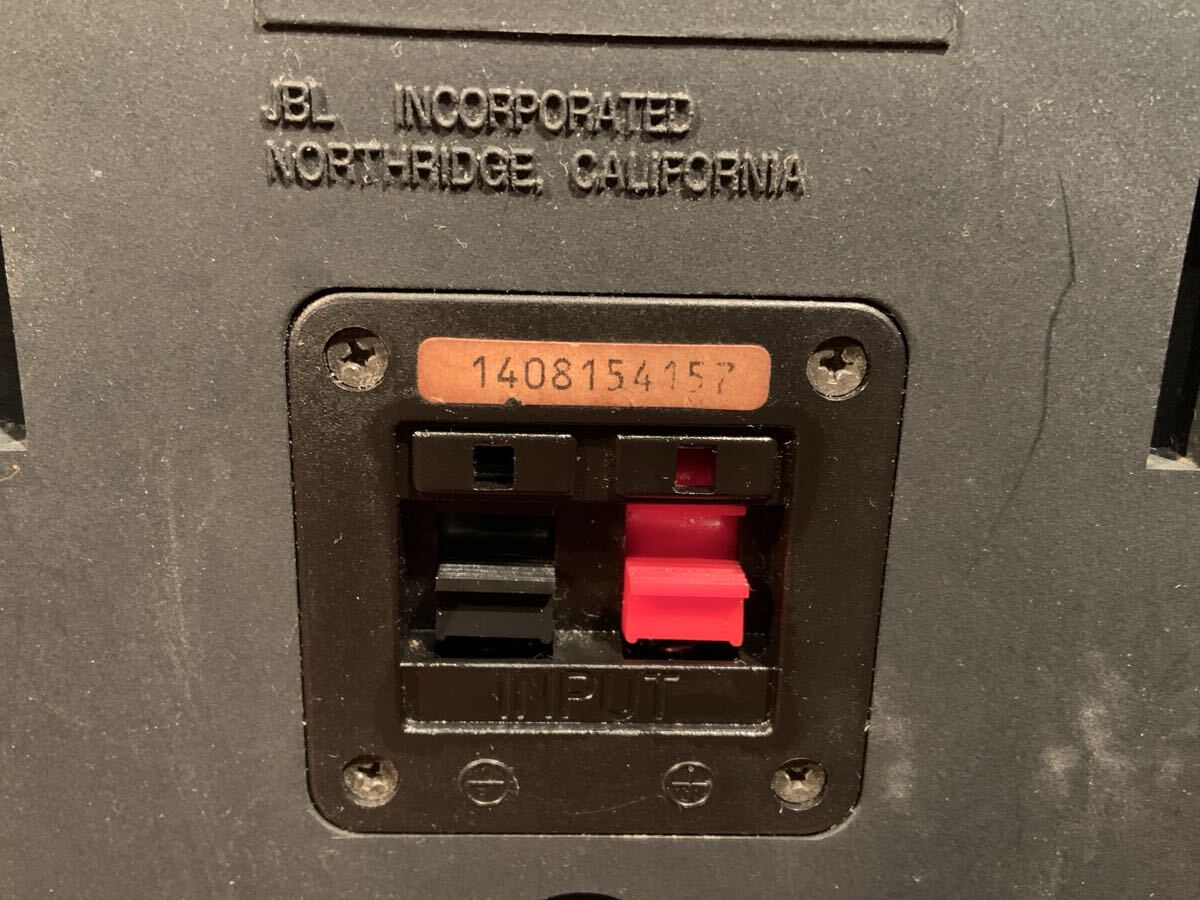 JBL INCORPORATED
NORTHRIDGE, CALIFORNIA
1408154157
INPUT